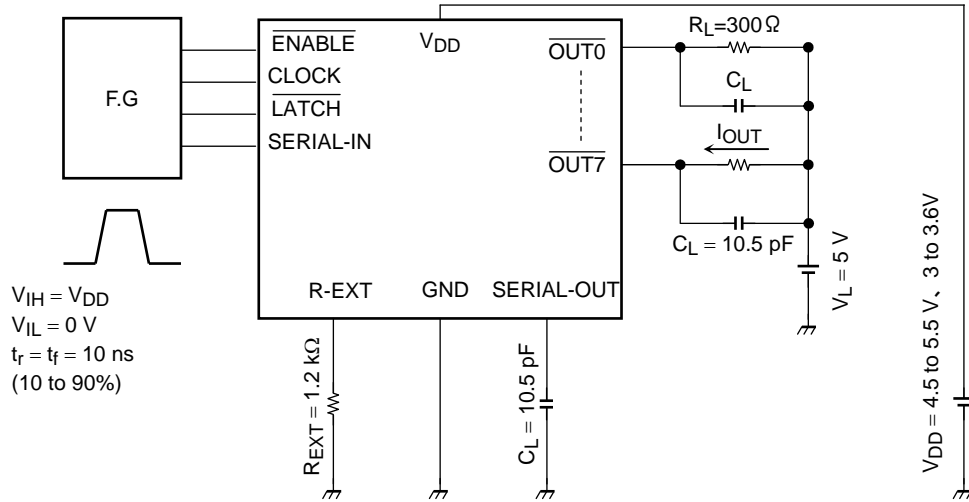 F.G
ENABLE
CLOCK
LATCH
SERIAL-IN
VDD
OUT0
OUT7
R-EXT
GND
SERIAL-OUT
RL=300Ω
CL
IOUT
CL = 10.5 pF
VL = 5 V
VDD = 4.5 to 5.5 V、3 to 3.6V
VIH = VDD
VIL = 0 V
tr = tf = 10 ns
(10 to 90%)
REXT = 1.2 kΩ
CL = 10.5 pF